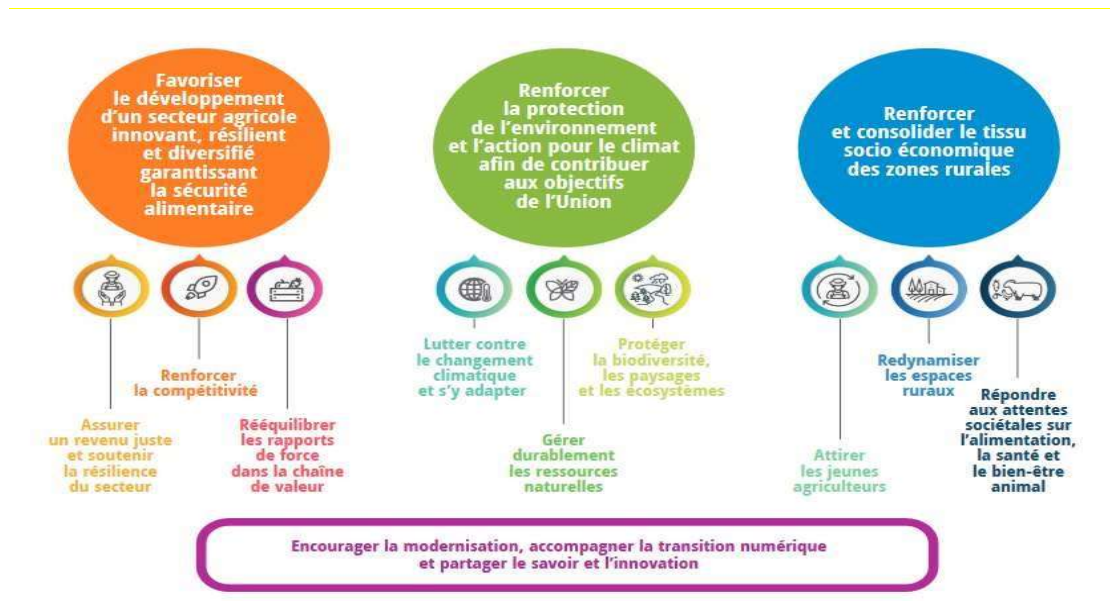 Favoriser
le développement
d'un secteur agricole
innovant, résilient
et diversifié
garantissant
la sécurité
alimentaire
Renforcer
la protection
de l'environnement
et l'action pour le climat
afin de contribuer
aux objectifs
de l'Union
Renforcer
et consolider le tissu
socio économique
des zones rurales
Assurer
un revenu juste
et soutenir
la résilience
du secteur
Renforcer
la compétitivité
Rééquilibrer
les rapports
de force
dans la chaîne
de valeur
Lutter contre
le changement
climatique
et s'y adapter
Gérer
durablement
les ressources
naturelles
Protéger
la biodiversité,
les paysages
et les écosystèmes
Attirer
les jeunes
agriculteurs
Redynamiser
les espaces
ruraux
Répondre
aux attentes
sociétales sur
l'alimentation,
la santé et
le bien-être
animal
Encourager la modernisation, accompagner la transition numérique
et partager le savoir et l'innovation